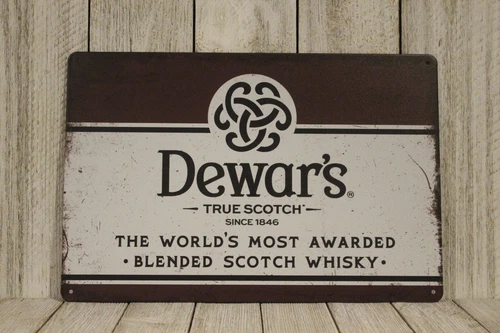 Dewar's®
TRUE SCOTCH
SINCE 1846
THE WORLD'S MOST AWARDED
· BLENDED SCOTCH WHISKY ·